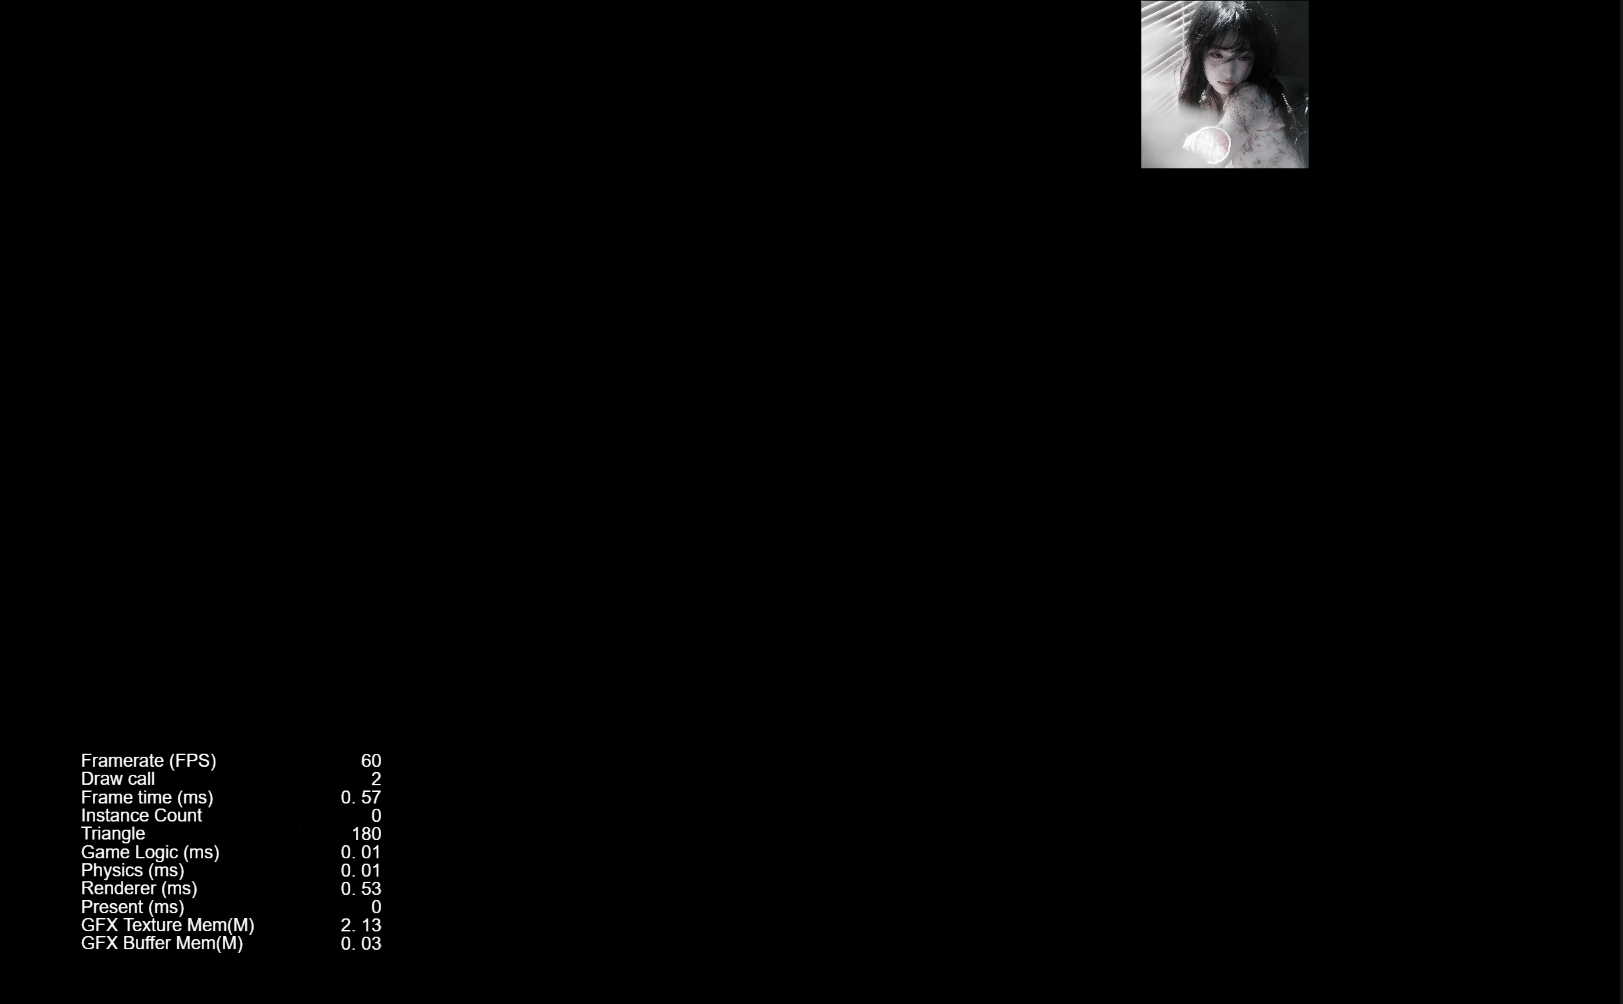 Framerate (FPS) 60
Draw call 2
Frame time (ms) 0. 57
Instance Count 0
Triangle 180
Game Logic (ms) 0. 01
Physics (ms) 0. 01
Renderer (ms) 0. 53
Present (ms) 0
GFX Texture Mem(M) 2. 13
GFX Buffer Mem(M) 0. 03